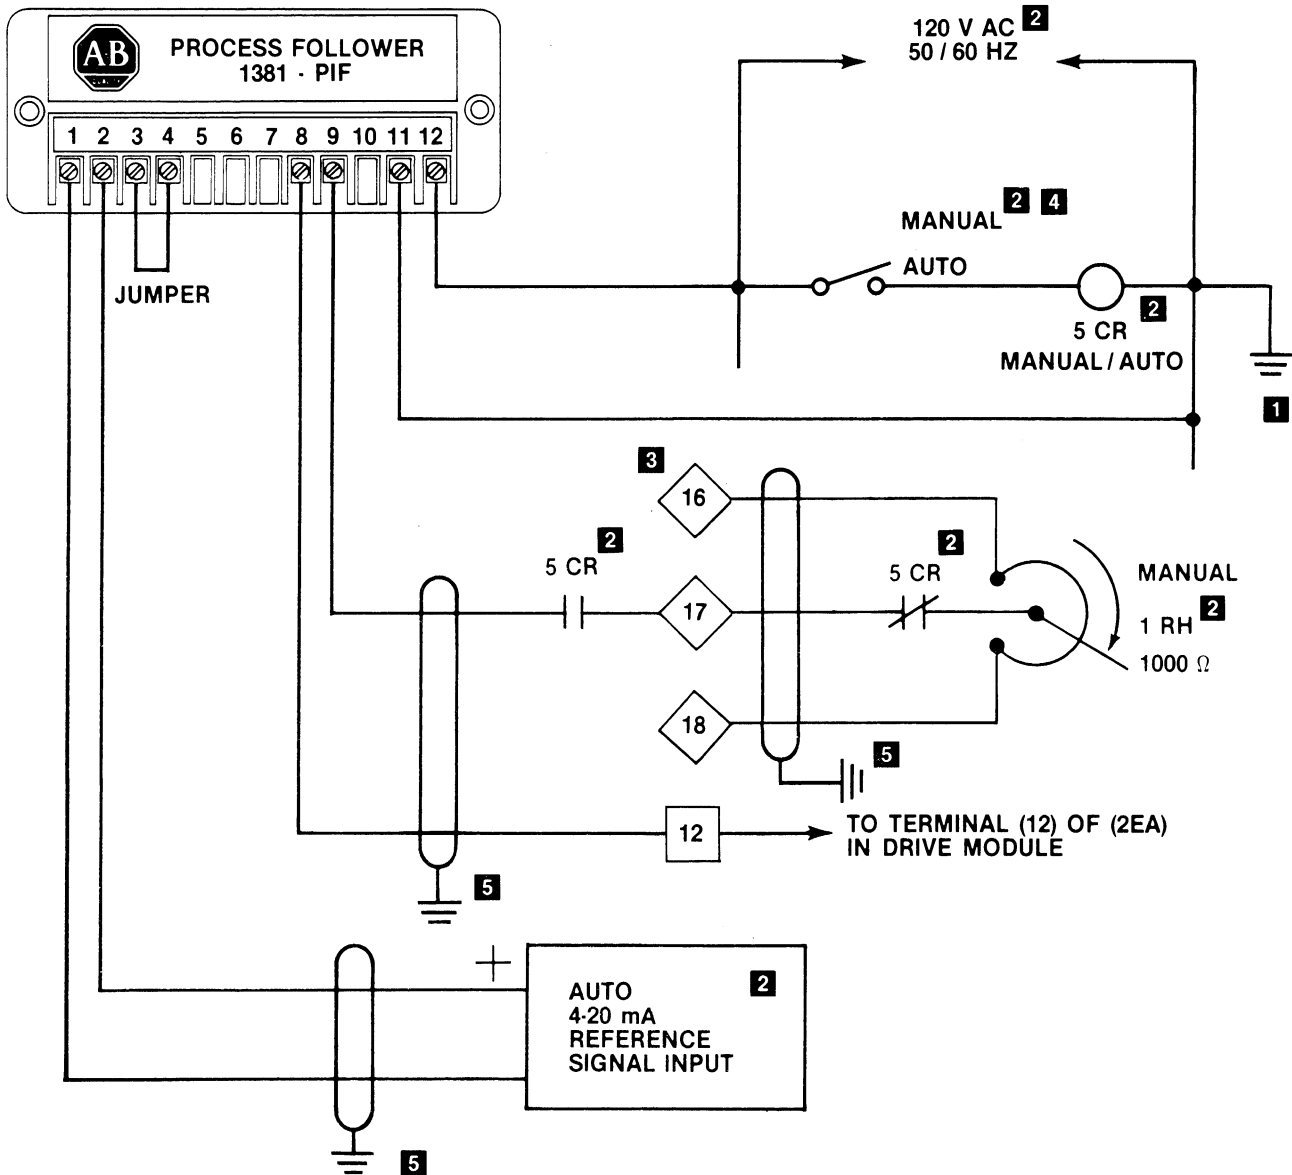 AB
PROCESS FOLLOWER
1381 - PIF
1 2 3 4 5 6 7 8 9 10 11 12
JUMPER
120 V AC 2
50 / 60 HZ
MANUAL 2 4
AUTO
5 CR 2
MANUAL / AUTO
1
3
16
5 CR 2
17
5 CR 2
MANUAL
1 RH 2
1000 Ω
18
5
12
TO TERMINAL (12) OF (2EA)
IN DRIVE MODULE
5
+
AUTO 2
4-20 mA
REFERENCE
SIGNAL INPUT
5